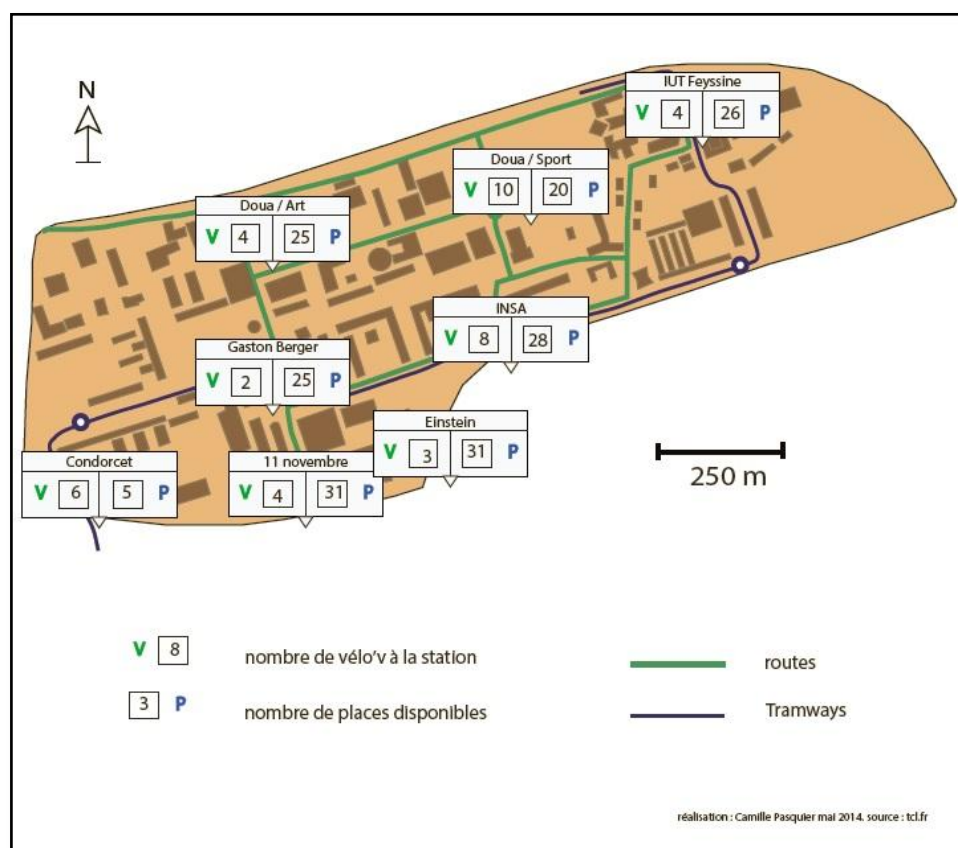 N
IUT Feyssine
V 4 26 P
Doua / Sport
V 10 20 P
Doua / Art
V 4 25 P
INSA
V 8 28 P
Gaston Berger
V 2 25 P
Einstein
V 3 31 P
Condorcet
V 6 5 P
11 novembre
V 4 31 P
250 m
V 8 nombre de vélo'v à la station
routes
3 P nombre de places disponibles
Tramways
réalisation : Camille Pasquier mai 2014. source : tcl.fr